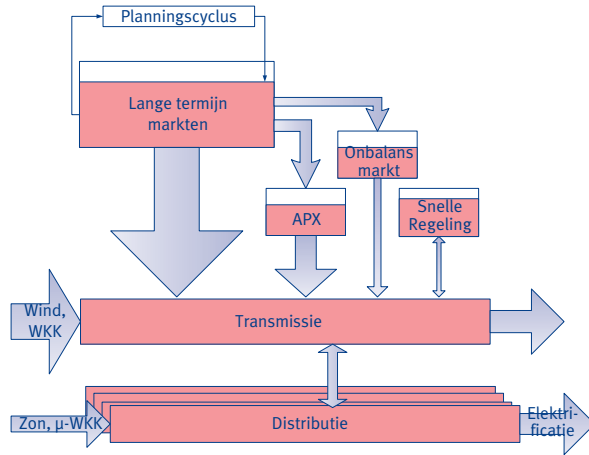 Planningscyclus
Lange termijn
markten
Onbalans
markt
APX
Snelle
Regeling
Wind,
WKK
Transmissie
Zon, μ-WKK
Distributie
Elektri-
ficatie